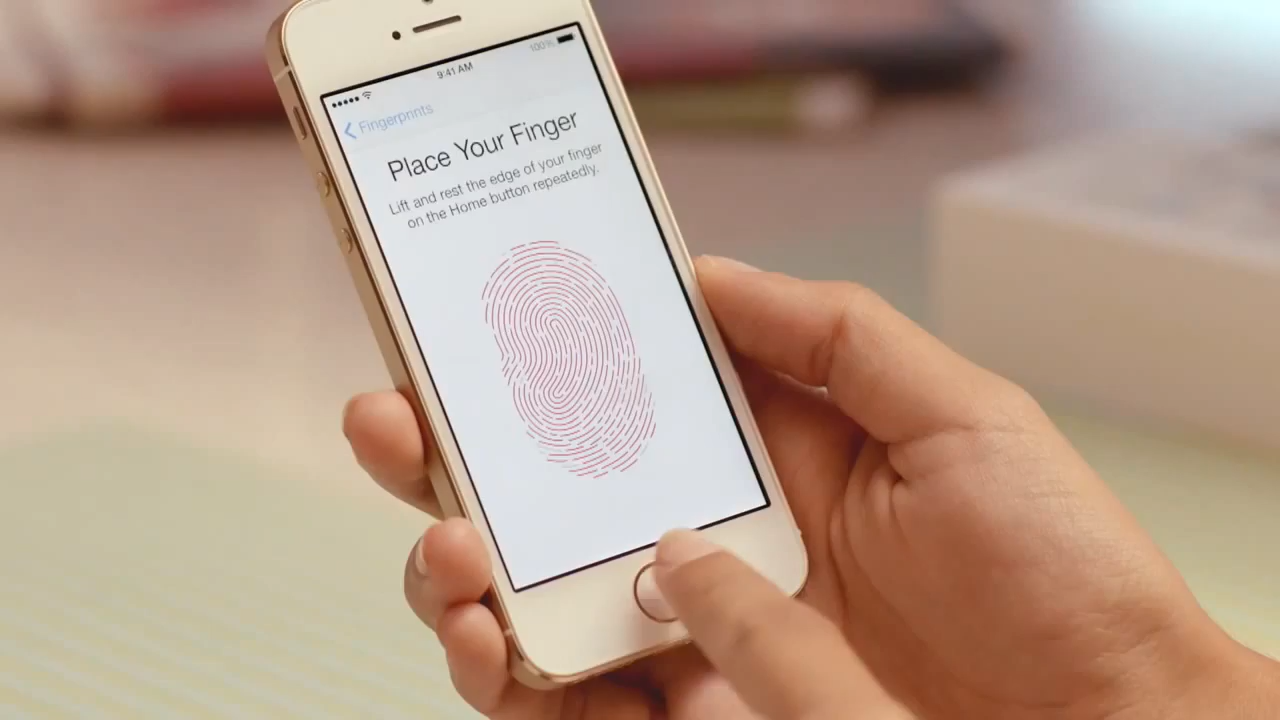 100%
9:41 AM
Fingerprints
Place Your Finger
Lift and rest the edge of your finger
on the Home button repeatedly.